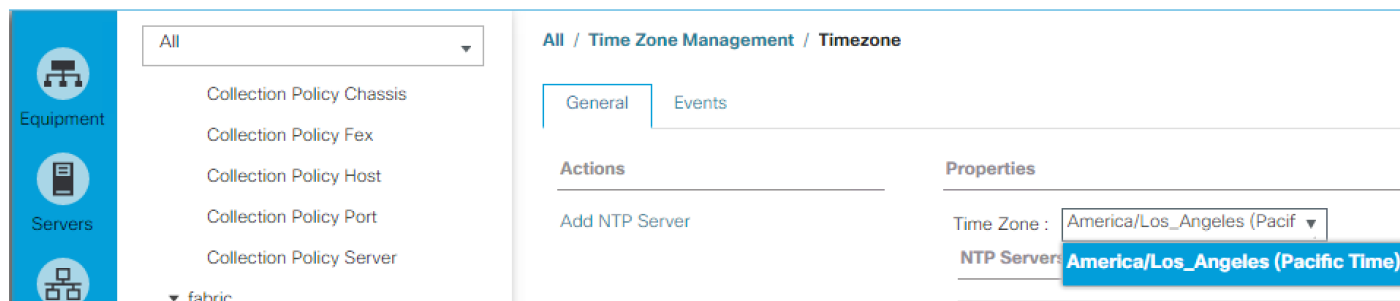 All
Equipment
Servers
Collection Policy Chassis
Collection Policy Fex
Collection Policy Host
Collection Policy Port
Collection Policy Server
fabric
All / Time Zone Management / Timezone
General Events
Actions
Add NTP Server
Properties
Time Zone : America/Los_Angeles (Pacif
NTP Servers
America/Los_Angeles (Pacific Time)